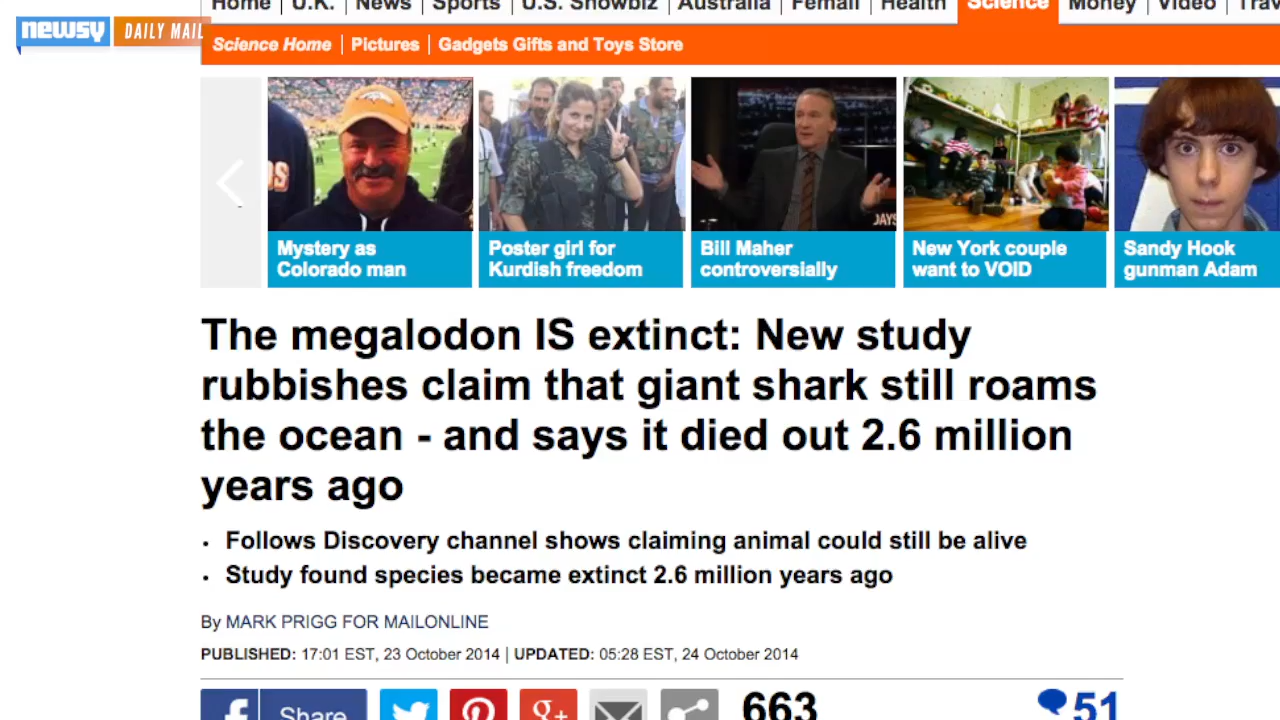 Home U.K. News Sports U.S. Showbiz Australia Femail Health Science Money Video
newsy DAILY MAIL
Science Home Pictures Gadgets Gifts and Toys Store
Mystery as
Colorado man
Poster girl for
Kurdish freedom
Bill Maher
controversially
New York couple
want to VOID
Sandy Hook
gunman Adam
The megalodon IS extinct: New study
rubbishes claim that giant shark still roams
the ocean - and says it died out 2.6 million
years ago
• Follows Discovery channel shows claiming animal could still be alive
• Study found species became extinct 2.6 million years ago
By MARK PRIGG FOR MAILONLINE
PUBLISHED: 17:01 EST, 23 October 2014 | UPDATED: 05:28 EST, 24 October 2014
f Share g+ 663 51